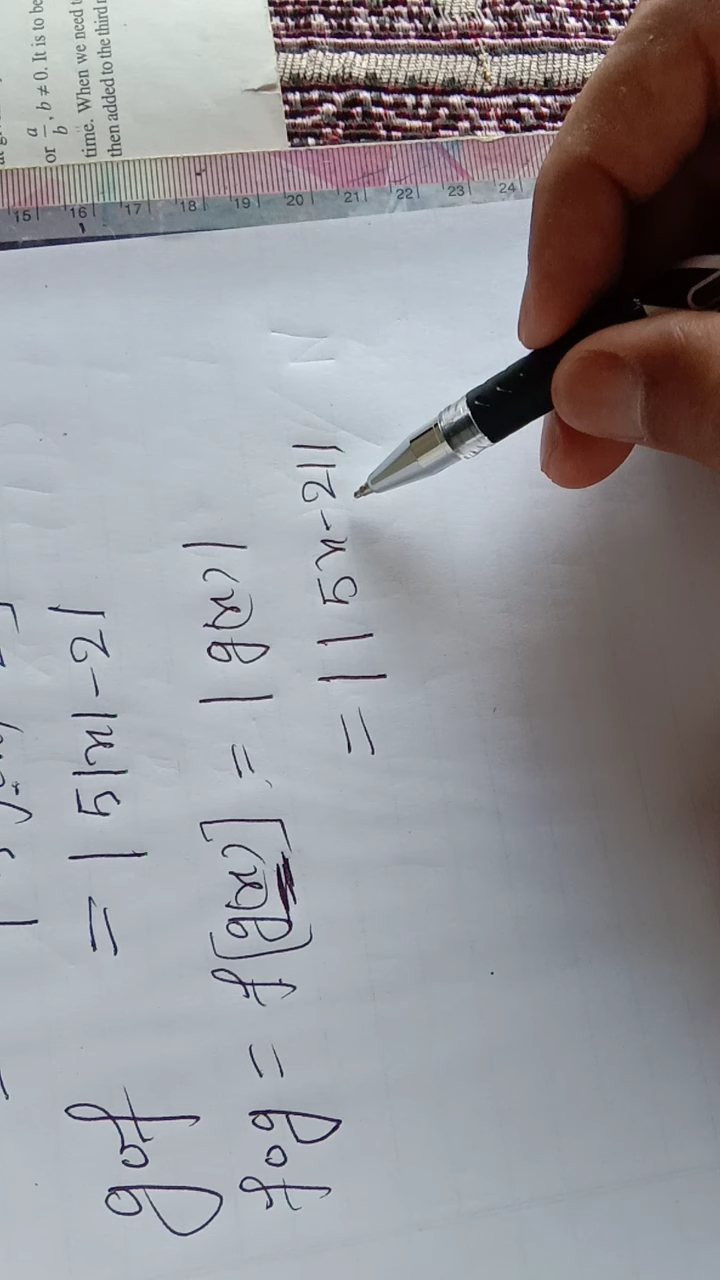 or a/b, b ≠ 0. It is to be
time. When we need
then added to the third
15 16 17 18 19 20 21 22 23 24
= |5|x|-2|
gof
fog = f[g(x)] = |g(x)|
= ||5x-2||